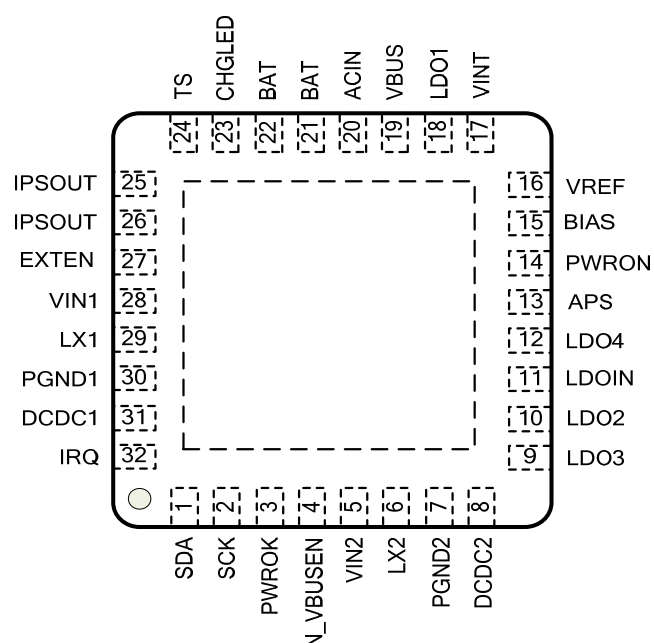 TS
CHGLED
BAT
BAT
ACIN
VBUS
LDO1
VINT
24
23
22
21
20
19
18
17
IPSOUT 25
IPSOUT 26
EXTEN 27
VIN1 28
LX1 29
PGND1 30
DCDC1 31
IRQ 32
16 VREF
15 BIAS
14 PWRON
13 APS
12 LDO4
11 LDOIN
10 LDO2
9 LDO3
1
2
3
4
5
6
7
8
SDA
SCK
PWROK
N_VBUSEN
VIN2
LX2
PGND2
DCDC2